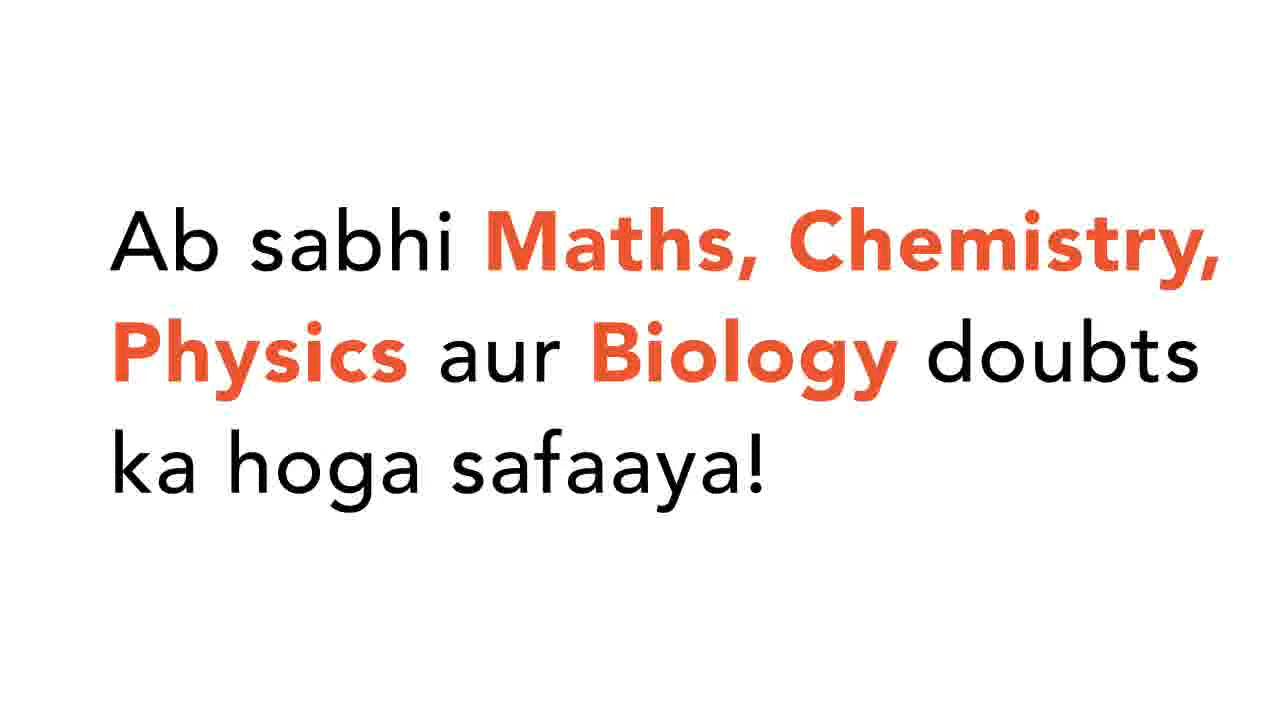 Ab sabhi Maths, Chemistry,
Physics aur Biology doubts
ka hoga safaaya!